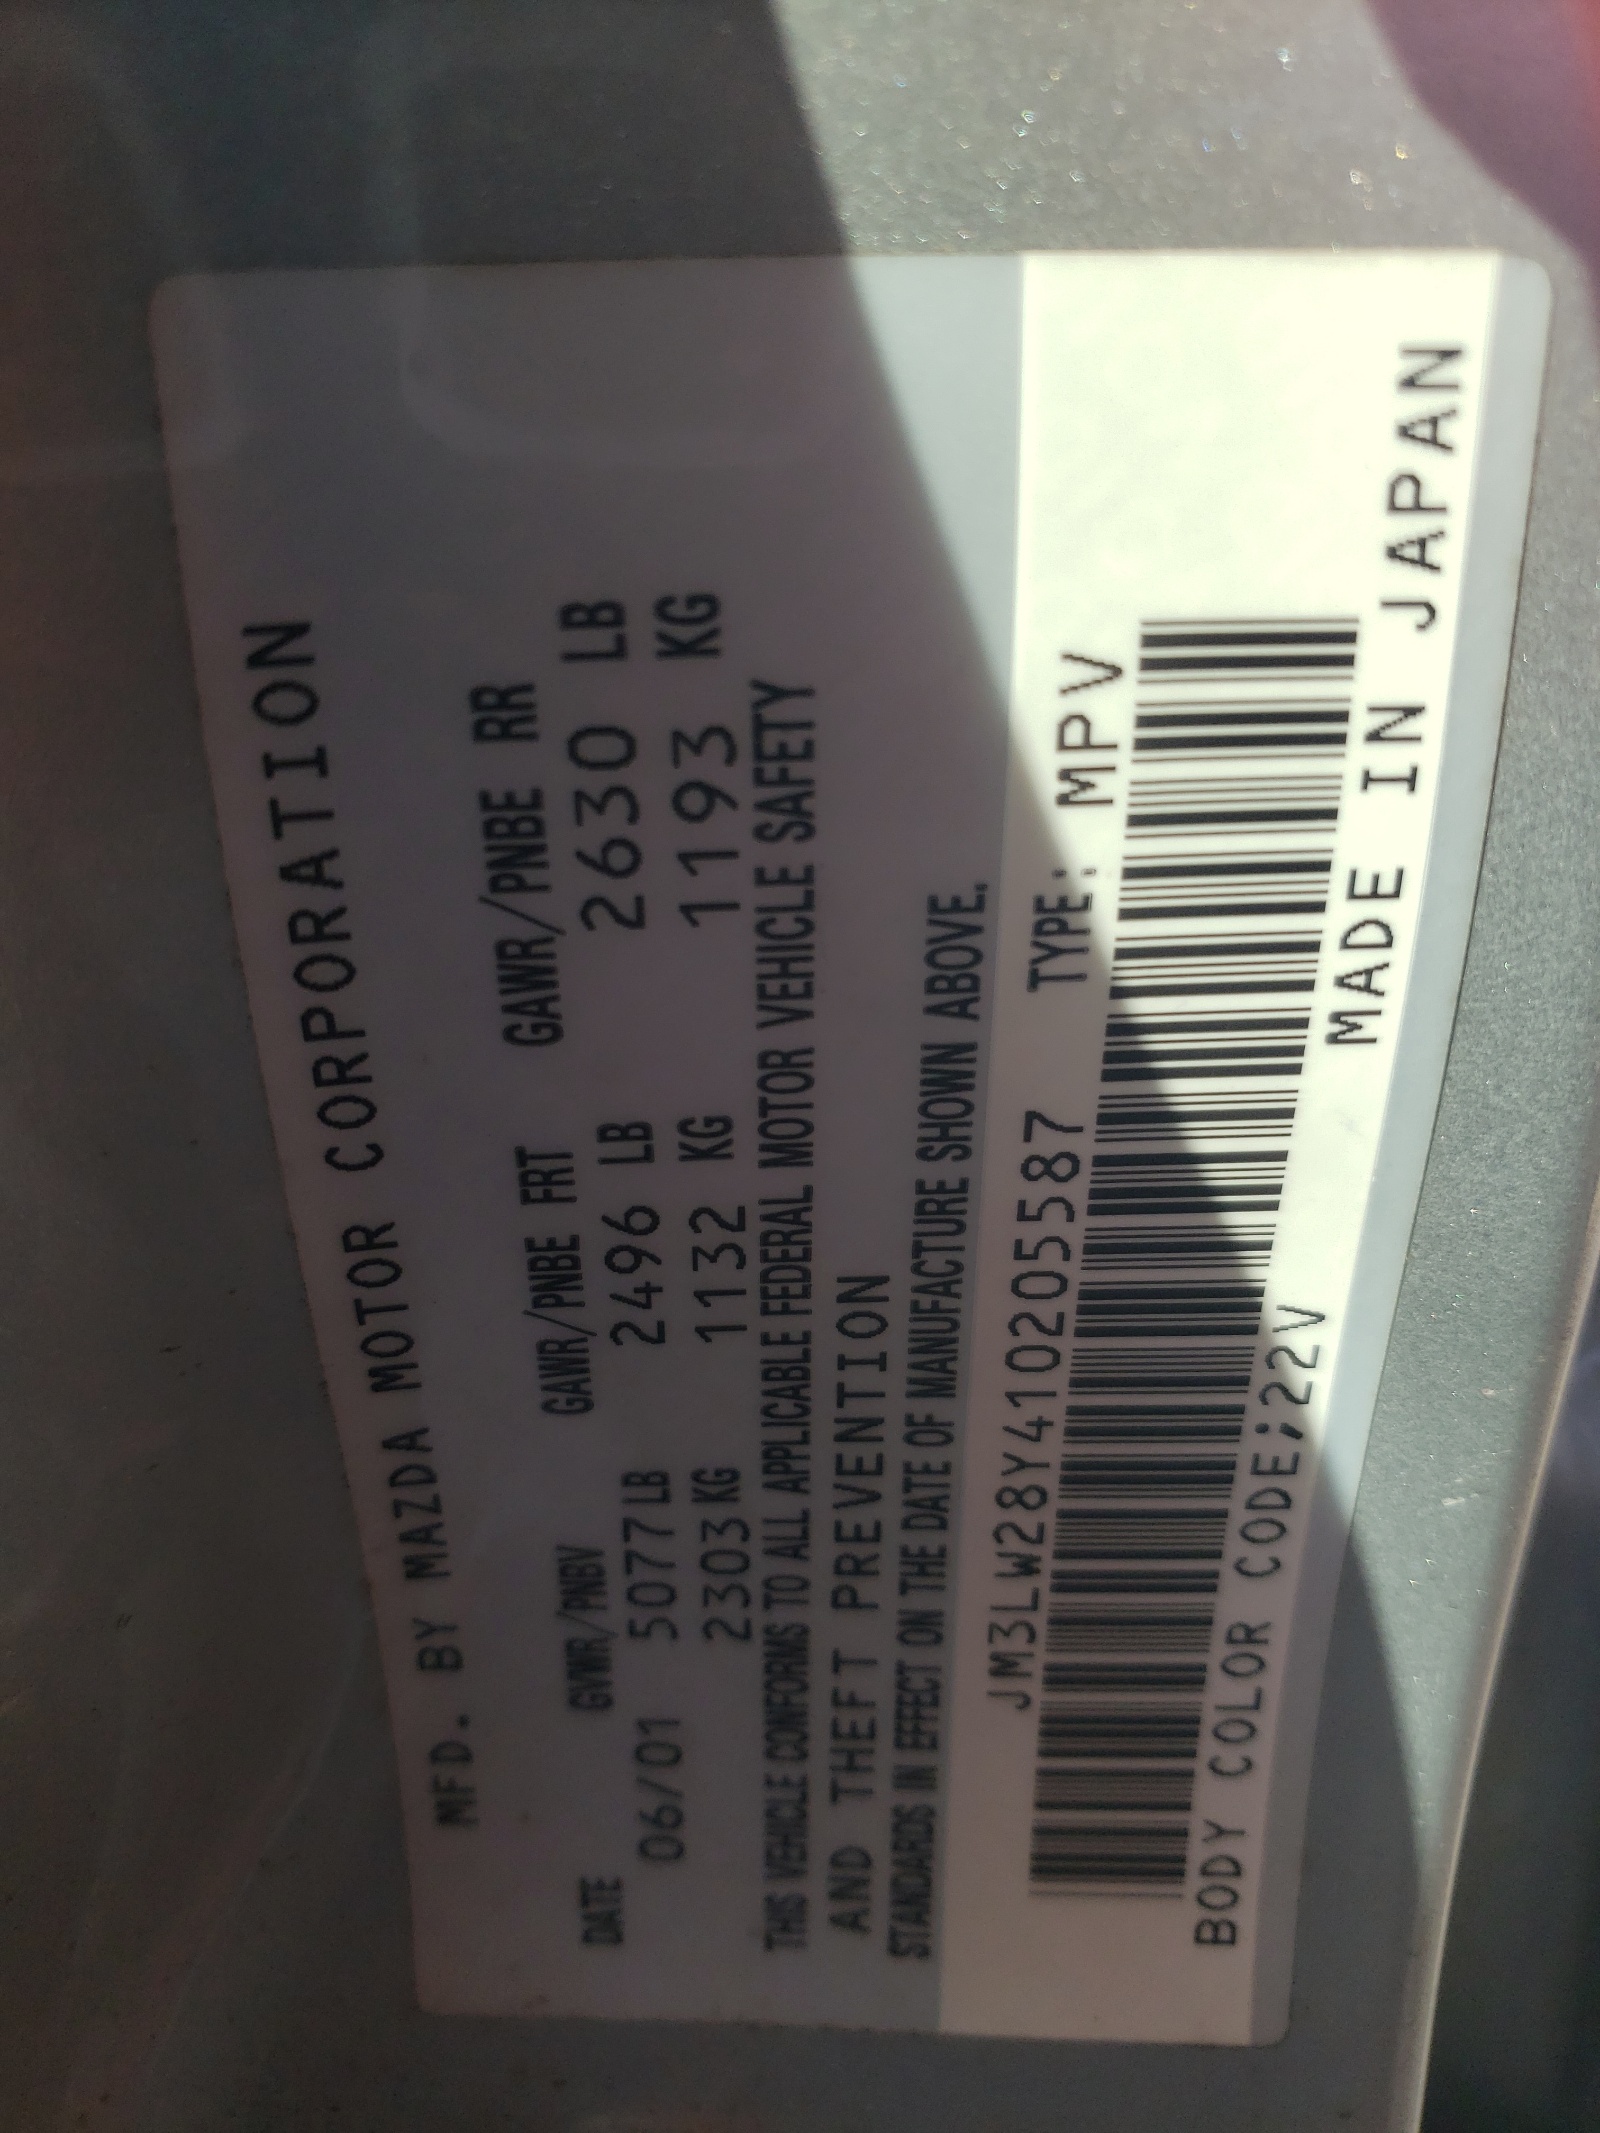 MFD. BY MAZDA MOTOR CORPORATION
DATE GVWR/PNBV GAWR/PNBE FRT GAWR/PNBE RR
06/01 5077 LB 2496 LB 2630 LB
2303 KG 1132 KG 1193 KG
THIS VEHICLE CONFORMS TO ALL APPLICABLE FEDERAL MOTOR VEHICLE SAFETY
AND THEFT PREVENTION
STANDARDS IN EFFECT ON THE DATE OF MANUFACTURE SHOWN ABOVE.
JM3LW28Y410205587 TYPE: MPV
BODY COLOR CODE;22V MADE IN JAPAN